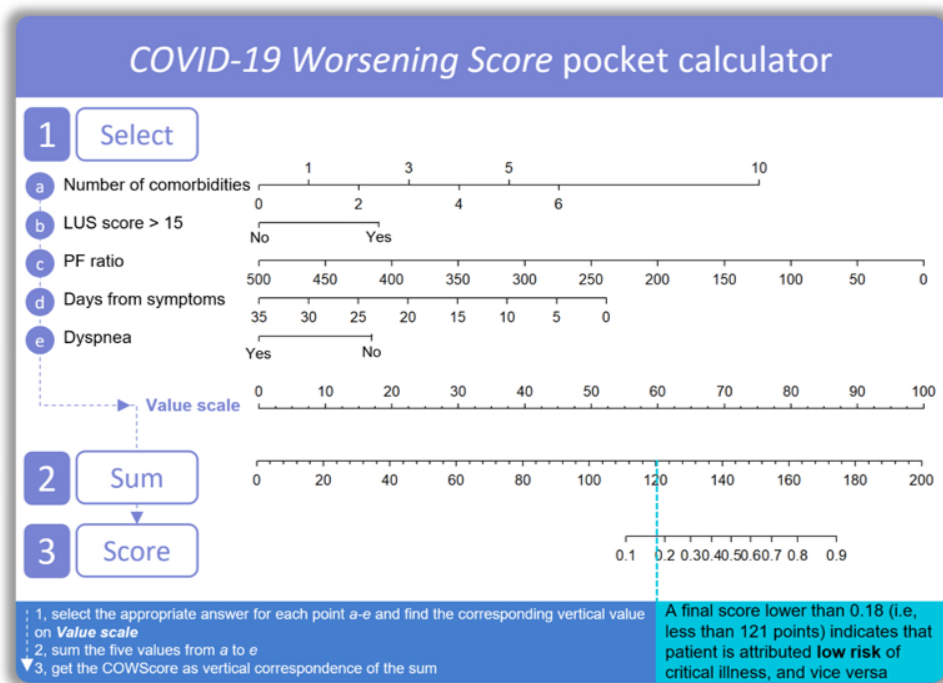 COVID-19 Worsening Score pocket calculator
1 Select
1 3 5 10
a Number of comorbidities
0 2 4 6
b LUS score > 15
No Yes
c PF ratio
500 450 400 350 300 250 200 150 100 50 0
d Days from symptoms
35 30 25 20 15 10 5 0
e Dyspnea
Yes No
0 10 20 30 40 50 60 70 80 90 100
Value scale
2 Sum
0 20 40 60 80 100 120 140 160 180 200
3 Score
0.1 0.2 0.3 0.4 0.5 0.6 0.7 0.8 0.9
1, select the appropriate answer for each point a-e and find the corresponding vertical value
on Value scale
2, sum the five values from a to e
3, get the COWScore as vertical correspondence of the sum
A final score lower than 0.18 (i.e,
less than 121 points) indicates that
patient is attributed low risk of
critical illness, and vice versa